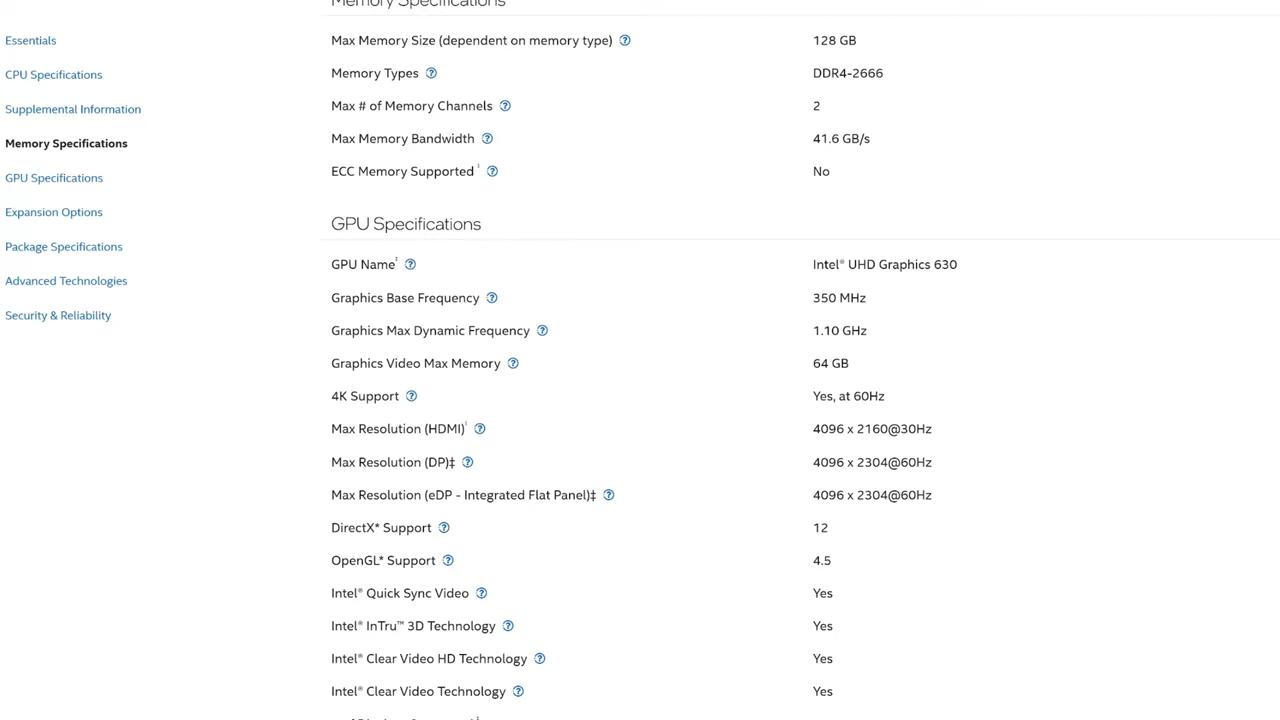 Memory Specifications
Essentials
CPU Specifications
Supplemental Information
Memory Specifications
GPU Specifications
Expansion Options
Package Specifications
Advanced Technologies
Security & Reliability
Max Memory Size (dependent on memory type) 128 GB
Memory Types DDR4-2666
Max # of Memory Channels 2
Max Memory Bandwidth 41.6 GB/s
ECC Memory Supported ‡ No
GPU Specifications
GPU Name‡ Intel® UHD Graphics 630
Graphics Base Frequency 350 MHz
Graphics Max Dynamic Frequency 1.10 GHz
Graphics Video Max Memory 64 GB
4K Support Yes, at 60Hz
Max Resolution (HDMI)‡ 4096 x 2160@30Hz
Max Resolution (DP)‡ 4096 x 2304@60Hz
Max Resolution (eDP - Integrated Flat Panel)‡ 4096 x 2304@60Hz
DirectX* Support 12
OpenGL* Support 4.5
Intel® Quick Sync Video Yes
Intel® InTru™ 3D Technology Yes
Intel® Clear Video HD Technology Yes
Intel® Clear Video Technology Yes